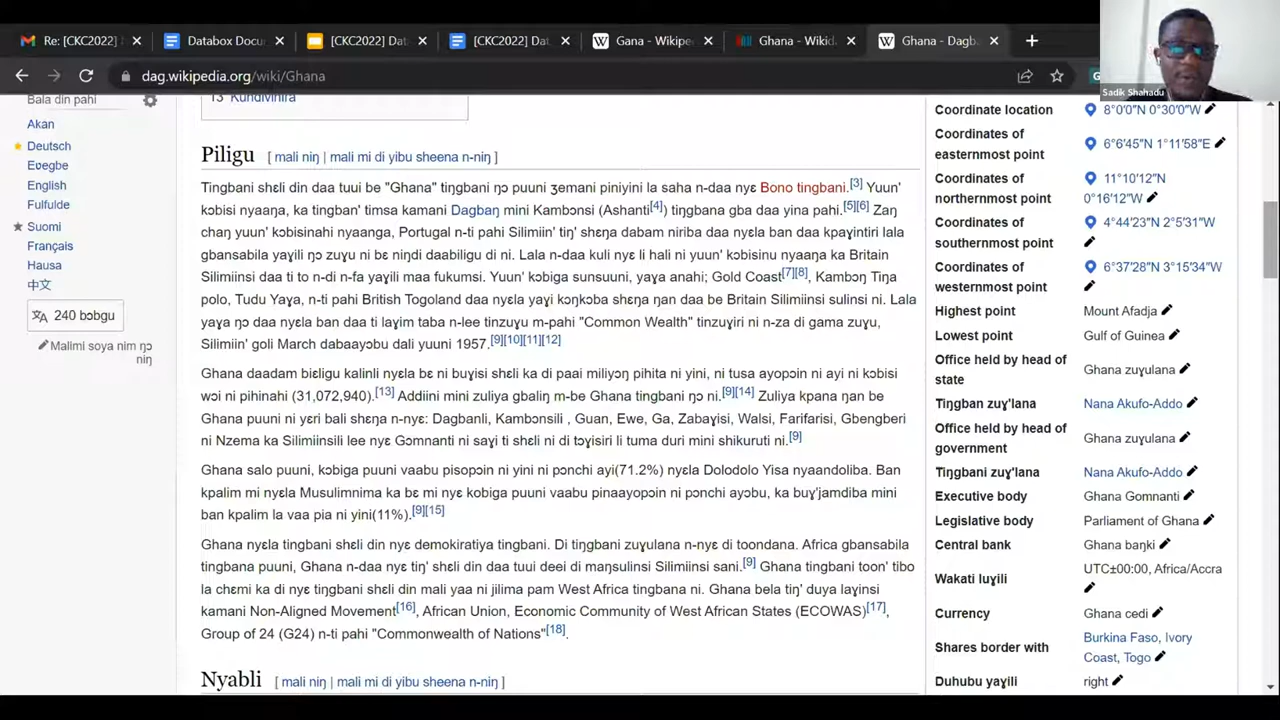 Re: [CKC2022]
Databox Docu
[CKC2022] Dat
[CKC2022] Dat
Gana - Wikipe
Ghana - Wikid
Ghana - Dagb
dag.wikipedia.org/wiki/Ghana
Sadik Shahadu
Bala din pahi
Akan
Deutsch
Eʋegbe
English
Fulfulde
Suomi
Français
Hausa
中文
240 bɔbgu
Malimi soya nim ŋɔ
niŋ
13 Kundivihira
Piligu [ mali niŋ | mali mi di yibu sheena n-niŋ ]
Tingbani shɛli din daa tuui be "Ghana" tiŋgbani ŋɔ puuni ʒemani piniyini la saha n-daa nyɛ Bono tingbani.[3] Yuun'
kɔbisi nyaaŋa, ka tingban' timsa kamani Dagbaŋ mini Kambɔnsi (Ashanti[4]) tiŋgbana gba daa yina pahi.[5][6] Zaŋ
chaŋ yuun' kɔbisinahi nyaanga, Portugal n-ti pahi Silimiin' tiŋ' shɛŋa dabam niriba daa nyɛla ban daa kpaɣintiri lala
gbansabila yaɣili ŋɔ zuɣu ni bɛ niŋdi daabiligu di ni. Lala n-daa kuli nyɛ li hali ni yuun' kɔbisinu nyaaŋa ka Britain
Silimiinsi daa ti to n-di n-fa yaɣili maa fukumsi. Yuun' kɔbiga sunsuuni, yaɣa anahi; Gold Coast[7][8], Kambɔŋ Tiŋa
polo, Tudu Yaɣa, n-ti pahi British Togoland daa nyɛla yaɣi kɔŋkɔba shɛŋa ŋan daa be Britain Silimiinsi sulinsi ni. Lala
yaɣa ŋɔ daa nyɛla ban daa ti laɣim taba n-lee tinzuɣu m-pahi "Common Wealth" tinzuɣiri ni n-za di gama zuɣu,
Silimiin' goli March dabaayɔbu dali yuuni 1957.[9][10][11][12]
Ghana daadam biɛligu kalinli nyɛla bɛ ni buɣisi shɛli ka di paai miliyɔŋ pihita ni yini, ni tusa ayopɔin ni ayi ni kɔbisi
wɔi ni pihinahi (31,072,940).[13] Addiini mini zuliya gbaliŋ m-be Ghana tingbani ŋɔ ni.[9][14] Zuliya kpana ŋan be
Ghana puuni ni yɛri bali shɛŋa n-nyɛ: Dagbanli, Kambɔnsili , Guan, Ewe, Ga, Zabayisi, Walsi, Farifarisi, Gbengberi
ni Nzema ka Silimiinsili lee nyɛ Gɔmnanti ni saɣi ti shɛli ni di tɔɣisiri li tuma duri mini shikuruti ni.[9]
Ghana salo puuni, kɔbiga puuni vaabu pisopɔin ni yini ni pɔnchi ayi(71.2%) nyɛla Dolodolo Yisa nyaandoliba. Ban
kpalim mi nyɛla Musulimnima ka bɛ mi nyɛ kobiga puuni vaabu pinaayopɔin ni pɔnchi ayɔbu, ka buɣ'jamdiba mini
ban kpalim la vaa pia ni yini(11%).[9][15]
Ghana nyɛla tingbani shɛli din nyɛ demokiratiya tingbani. Di tiŋgbani zuɣulana n-nyɛ di toondana. Africa gbansabila
tingbana puuni, Ghana n-daa nyɛ tiŋ' shɛli din daa tuui deei di maŋsulinsi Silimiinsi sani.[9] Ghana tingbani toon' tibo
la chɛmi ka di nyɛ tiŋgbani shɛli din mali yaa ni jilima pam West Africa tingbana ni. Ghana bela tiŋ' duya laɣinsi
kamani Non-Aligned Movement[16], African Union, Economic Community of West African States (ECOWAS)[17],
Group of 24 (G24) n-ti pahi "Commonwealth of Nations"[18].
Nyabli [ mali niŋ | mali mi di yibu sheena n-niŋ ]
Coordinate location 8°0′0″N 0°30′0″W
Coordinates of easternmost point 6°6′45″N 1°11′58″E
Coordinates of northernmost point 11°10′12″N 0°16′12″W
Coordinates of southernmost point 4°44′23″N 2°5′31″W
Coordinates of westernmost point 6°37′28″N 3°15′34″W
Highest point Mount Afadja
Lowest point Gulf of Guinea
Office held by head of state Ghana zuɣulana
Tiŋgban zuɣ'lana Nana Akufo-Addo
Office held by head of government Ghana zuɣulana
Tiŋgbani zuɣ'lana Nana Akufo-Addo
Executive body Ghana Gomnanti
Legislative body Parliament of Ghana
Central bank Ghana baŋki
Wakati luɣili UTC±00:00, Africa/Accra
Currency Ghana cedi
Shares border with Burkina Faso, Ivory Coast, Togo
Duhubu yaɣili right